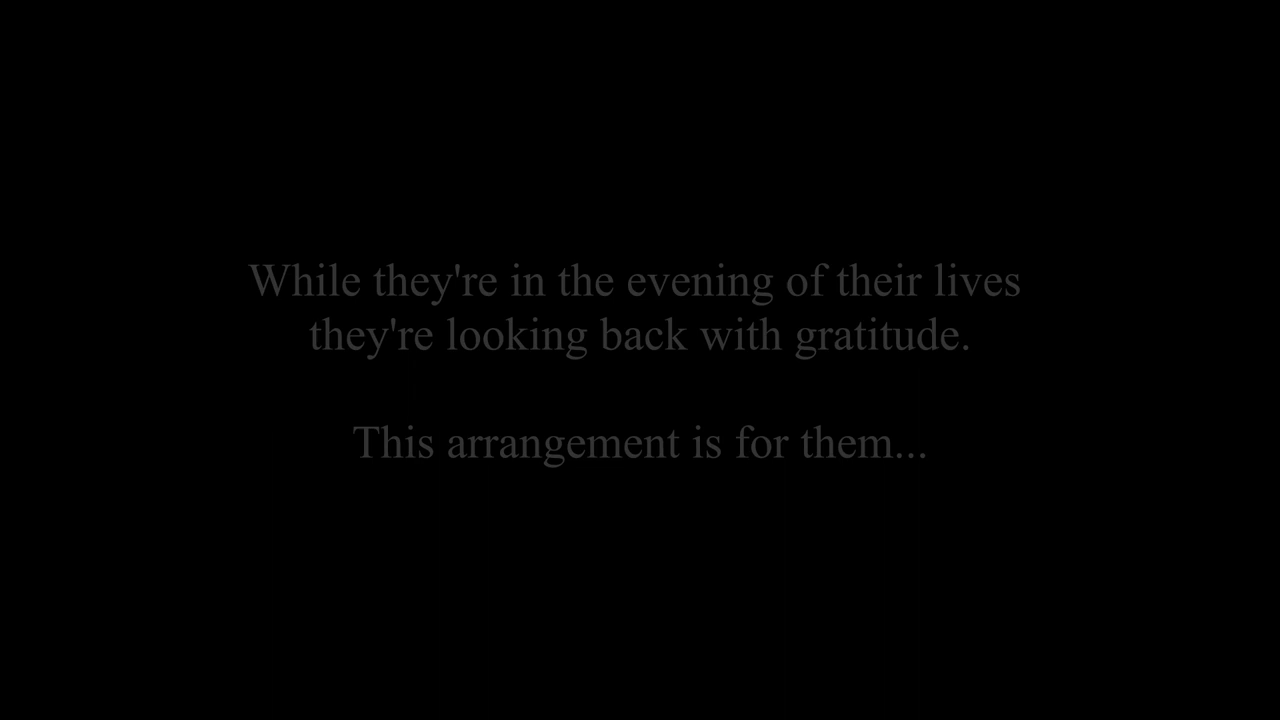 While they're in the evening of their lives
they're looking back with gratitude.
This arrangement is for them...